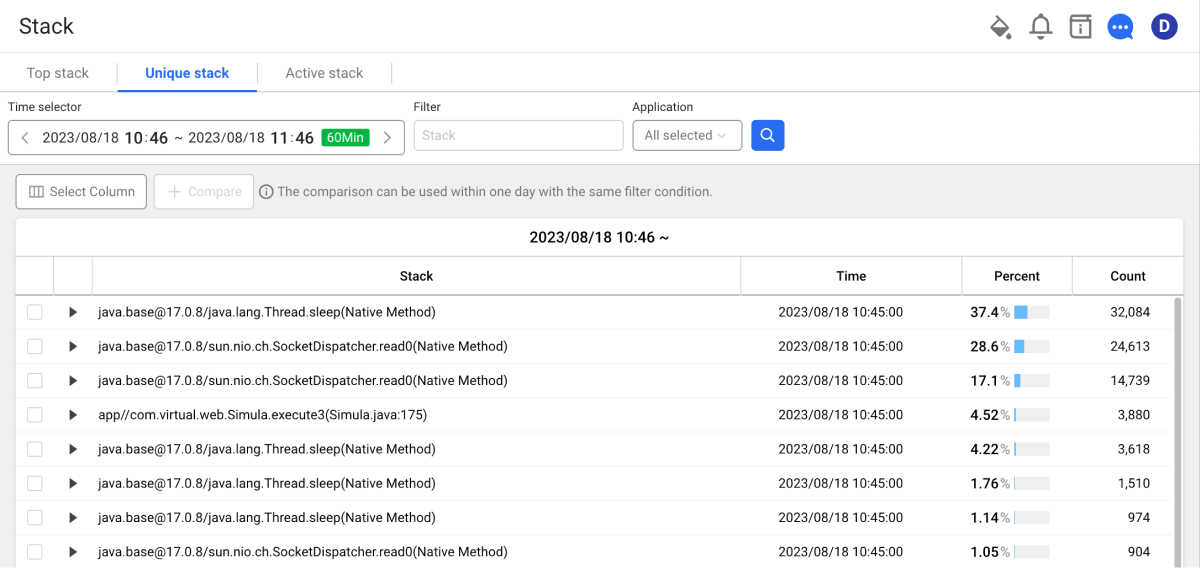 Stack
D
Top stack Unique stack Active stack
Time selector Filter Application
2023/08/18 10:46 ~ 2023/08/18 11:46 60Min Stack All selected
Select Column + Compare The comparison can be used within one day with the same filter condition.
2023/08/18 10:46 ~
Stack Time Percent Count
java.base@17.0.8/java.lang.Thread.sleep(Native Method) 2023/08/18 10:45:00 37.4% 32,084
java.base@17.0.8/sun.nio.ch.SocketDispatcher.read0(Native Method) 2023/08/18 10:45:00 28.6% 24,613
java.base@17.0.8/sun.nio.ch.SocketDispatcher.read0(Native Method) 2023/08/18 10:45:00 17.1% 14,739
app//com.virtual.web.Simula.execute3(Simula.java:175) 2023/08/18 10:45:00 4.52% 3,880
java.base@17.0.8/java.lang.Thread.sleep(Native Method) 2023/08/18 10:45:00 4.22% 3,618
java.base@17.0.8/java.lang.Thread.sleep(Native Method) 2023/08/18 10:45:00 1.76% 1,510
java.base@17.0.8/java.lang.Thread.sleep(Native Method) 2023/08/18 10:45:00 1.14% 974
java.base@17.0.8/sun.nio.ch.SocketDispatcher.read0(Native Method) 2023/08/18 10:45:00 1.05% 904